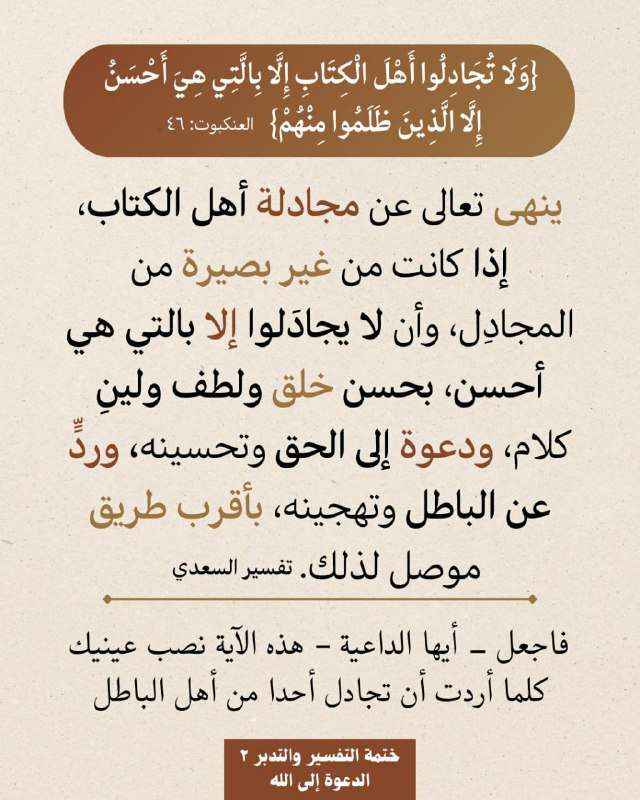 {وَلَا تُجَادِلُوا أَهْلَ الْكِتَابِ إِلَّا بِالَّتِي هِيَ أَحْسَنُ
إِلَّا الَّذِينَ ظَلَمُوا مِنْهُمْ} العنكبوت: ٤٦
ينهى تعالى عن مجادلة أهل الكتاب،
إذا كانت من غير بصيرة من
المجادِل، وأن لا يجادَلوا إلا بالتي هي
أحسن، بحسن خلق ولطف ولينِ
كلام، ودعوة إلى الحق وتحسينه، وردٍّ
عن الباطل وتهجينه، بأقرب طريق
موصل لذلك. تفسير السعدي
فاجعل – أيها الداعية – هذه الآية نصب عينيك
كلما أردت أن تجادل أحدا من أهل الباطل
ختمة التفسير والتدبر ٢
الدعوة إلى الله